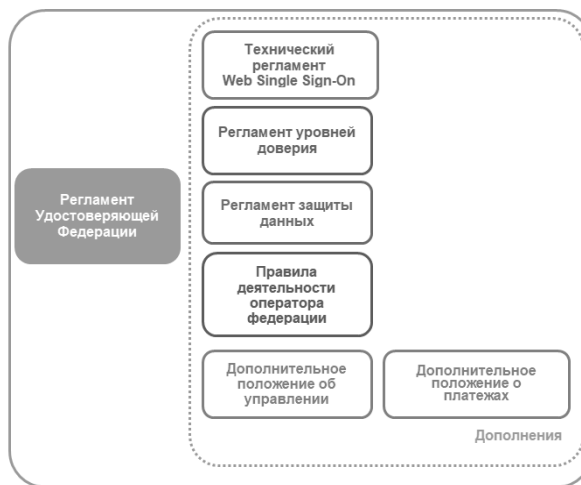 Технический
регламент
Web Single Sign-On
Регламент уровней
доверия
Регламент
Удостоверяющей
Федерации
Регламент защиты
данных
Правила
деятельности
оператора
федерации
Дополнительное
положение об
управлении
Дополнительное
положение о
платежах
Дополнения